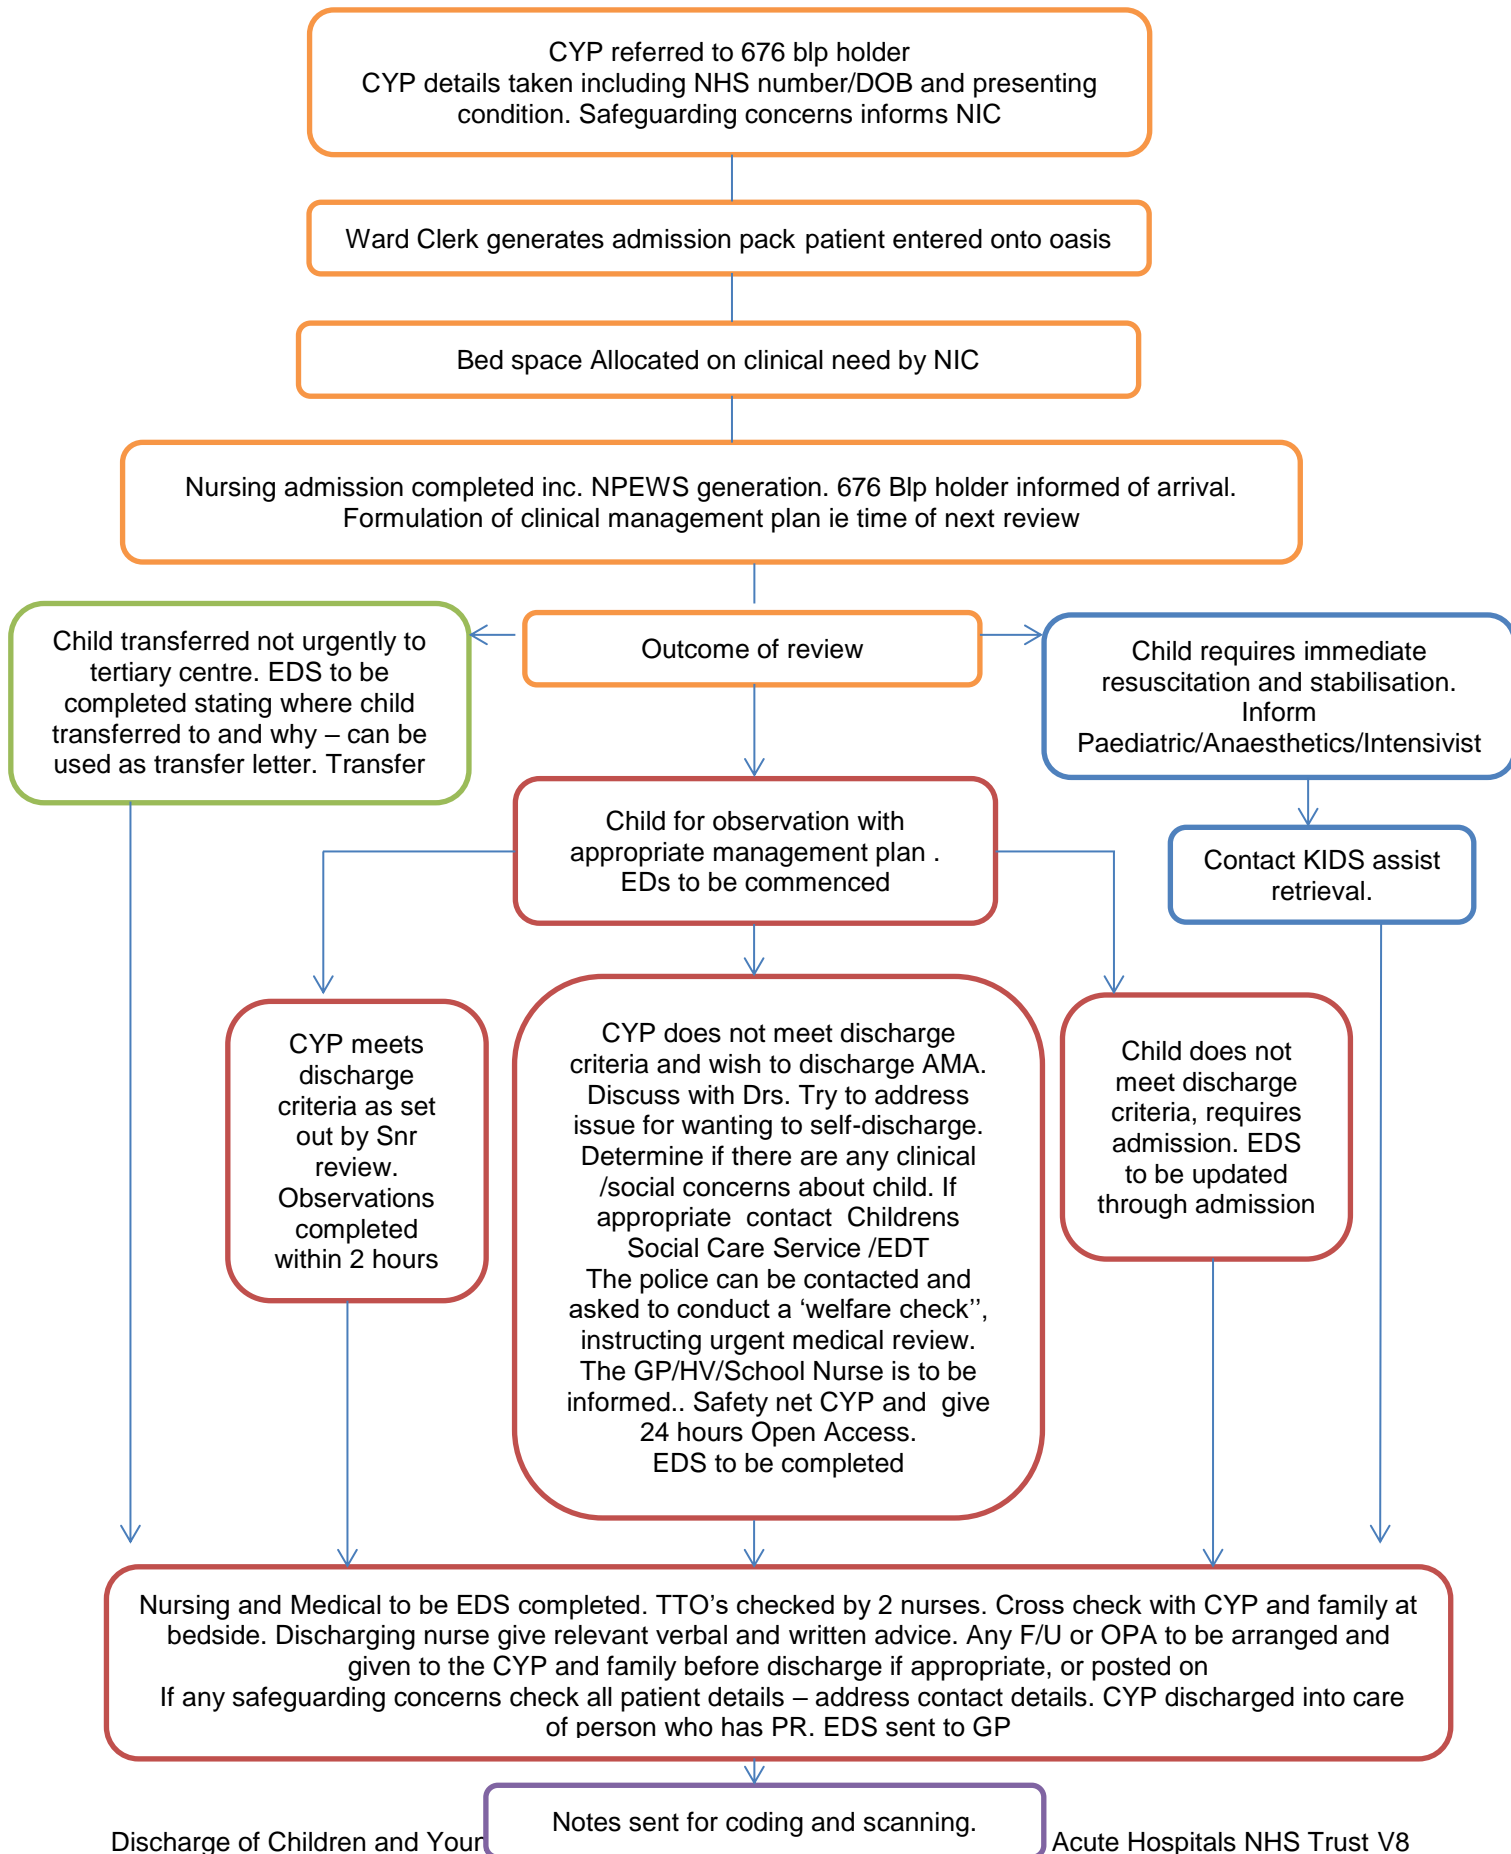 CYP referred to 676 blp holder
CYP details taken including NHS number/DOB and presenting
condition. Safeguarding concerns informs NIC
Ward Clerk generates admission pack patient entered onto oasis
Bed space Allocated on clinical need by NIC
Nursing admission completed inc. NPEWS generation. 676 Blp holder informed of arrival.
Formulation of clinical management plan ie time of next review
Child transferred not urgently to
tertiary centre. EDS to be
completed stating where child
transferred to and why – can be
used as transfer letter. Transfer
Outcome of review
Child requires immediate
resuscitation and stabilisation.
Inform
Paediatric/Anaesthetics/Intensivist
Child for observation with
appropriate management plan .
EDs to be commenced
Contact KIDS assist
retrieval.
CYP meets
discharge
criteria as set
out by Snr
review.
Observations
completed
within 2 hours
CYP does not meet discharge
criteria and wish to discharge AMA.
Discuss with Drs. Try to address
issue for wanting to self-discharge.
Determine if there are any clinical
/social concerns about child. If
appropriate contact Childrens
Social Care Service /EDT
The police can be contacted and
asked to conduct a ‘welfare check’’,
instructing urgent medical review.
The GP/HV/School Nurse is to be
informed.. Safety net CYP and give
24 hours Open Access.
EDS to be completed
Child does not
meet discharge
criteria, requires
admission. EDS
to be updated
through admission
Nursing and Medical to be EDS completed. TTO’s checked by 2 nurses. Cross check with CYP and family at
bedside. Discharging nurse give relevant verbal and written advice. Any F/U or OPA to be arranged and
given to the CYP and family before discharge if appropriate, or posted on
If any safeguarding concerns check all patient details – address contact details. CYP discharged into care
of person who has PR. EDS sent to GP
Notes sent for coding and scanning.
Discharge of Children and Your Acute Hospitals NHS Trust V8